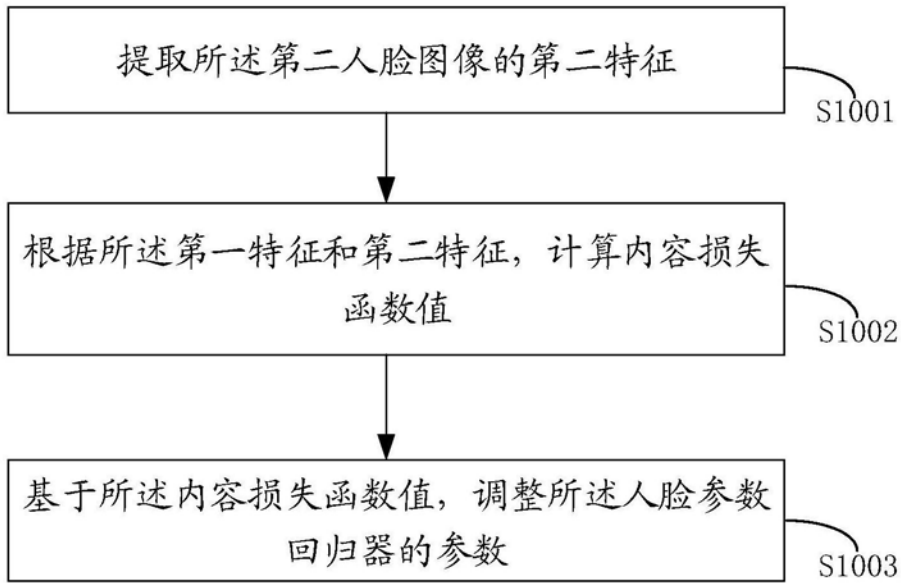 提取所述第二人脸图像的第二特征
S1001
根据所述第一特征和第二特征，计算内容损失
函数值
S1002
基于所述内容损失函数值，调整所述人脸参数
回归器的参数
S1003